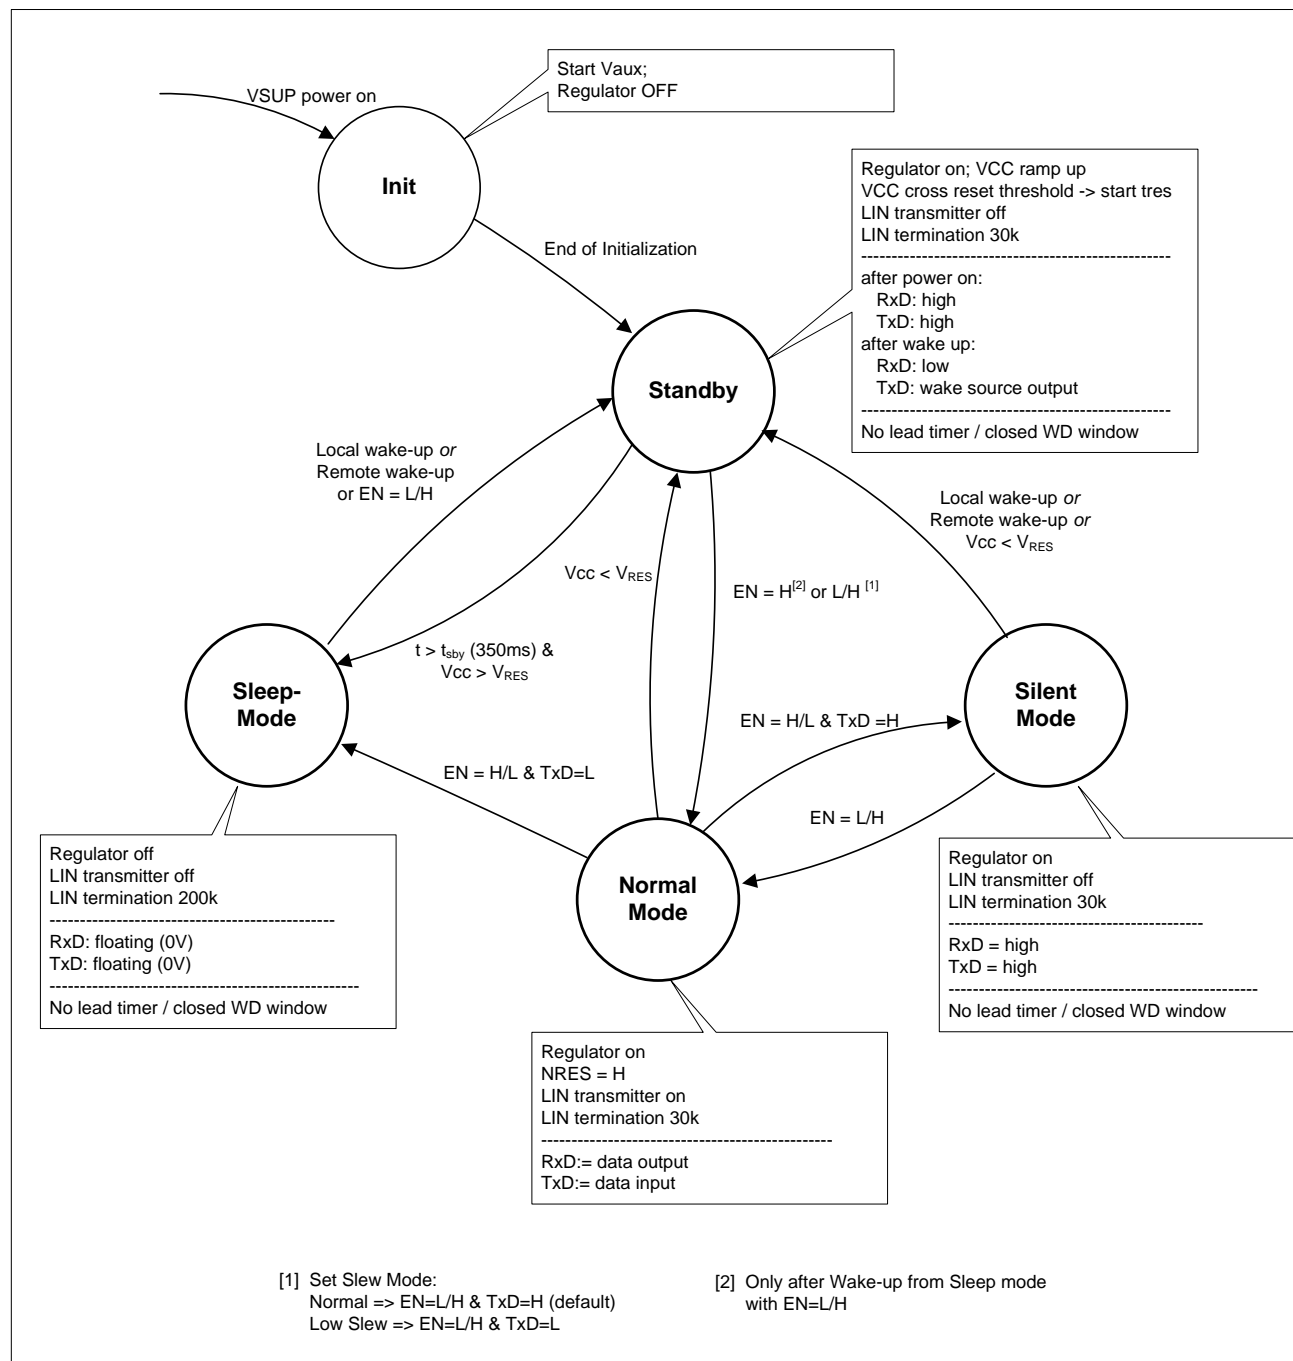 Start Vaux;
Regulator OFF
VSUP power on
Init
End of Initialization
Regulator on; VCC ramp up
VCC cross reset threshold -> start tres
LIN transmitter off
LIN termination 30k
---------------------------------------------------
after power on:
RxD: high
TxD: high
after wake up:
RxD: low
TxD: wake source output
---------------------------------------------------
No lead timer / closed WD window
Standby
Local wake-up or
Remote wake-up
or EN = L/H
Local wake-up or
Remote wake-up or
Vcc < VRES
Vcc < VRES
EN = H[2] or L/H [1]
t > tsby (350ms) &
Vcc > VRES
Sleep-
Mode
Silent
Mode
EN = H/L & TxD =H
EN = H/L & TxD=L
EN = L/H
Normal
Mode
Regulator off
LIN transmitter off
LIN termination 200k
-----------------------------------------------
RxD: floating (0V)
TxD: floating (0V)
---------------------------------------------------
No lead timer / closed WD window
Regulator on
LIN transmitter off
LIN termination 30k
------------------------------------------
RxD = high
TxD = high
---------------------------------------------------
No lead timer / closed WD window
Regulator on
NRES = H
LIN transmitter on
LIN termination 30k
------------------------------------------------
RxD:= data output
TxD:= data input
[1] Set Slew Mode:
Normal => EN=L/H & TxD=H (default)
Low Slew => EN=L/H & TxD=L
[2] Only after Wake-up from Sleep mode
with EN=L/H